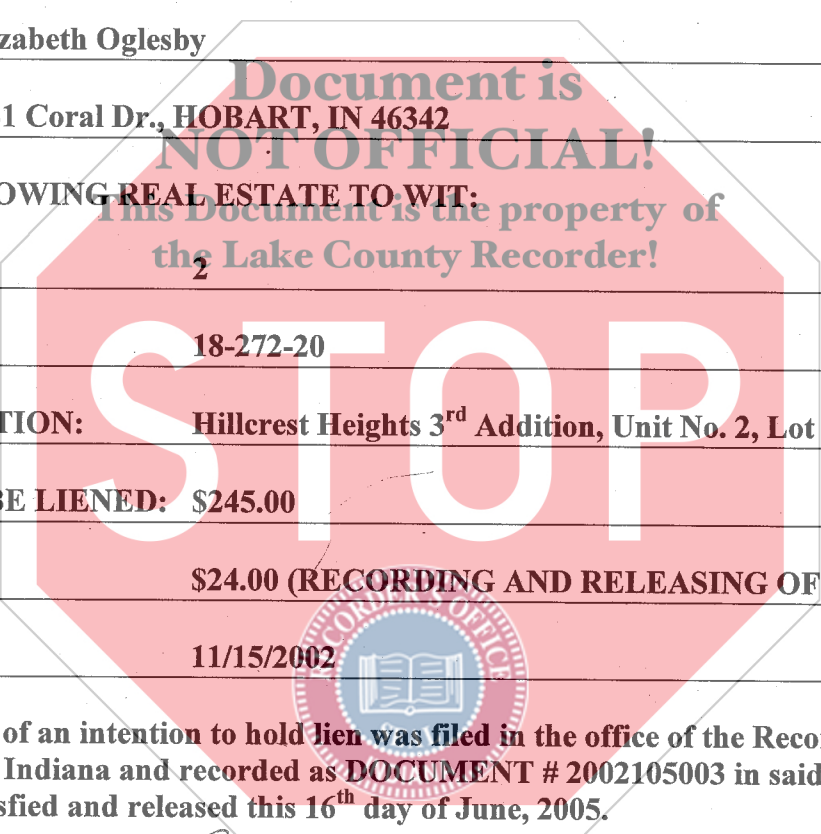 zabeth Oglesby
Document is
1 Coral Dr., HOBART, IN 46342
NOT OFFICIAL!
OWING REAL ESTATE TO WIT:
This Document is the property of
the Lake County Recorder!
2
STOP
18-272-20
TION: Hillcrest Heights 3rd Addition, Unit No. 2, Lot
BE LIENED: $245.00
$24.00 (RECORDING AND RELEASING OF
RECORDER'S OFFICE
11/15/2002
of an intention to hold lien was filed in the office of the Reco
Indiana and recorded as DOCUMENT # 2002105003 in said
sfied and released this 16th day of June, 2005.